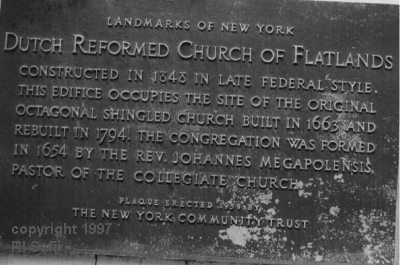 LANDMARKS OF NEW YORK
DUTCH REFORMED CHURCH OF FLATLANDS
CONSTRUCTED IN 1848 IN LATE FEDERAL STYLE.
THIS EDIFICE OCCUPIES THE SITE OF THE ORIGINAL
OCTAGONAL SHINGLED CHURCH BUILT IN 1663 AND
REBUILT IN 1794. THE CONGREGATION WAS FORMED
IN 1654 BY THE REV. JOHANNES MEGAPOLENSIS,
PASTOR OF THE COLLEGIATE CHURCH.
PLAQUE ERECTED
THE NEW YORK COMMUNITY TRUST
copyright 1997